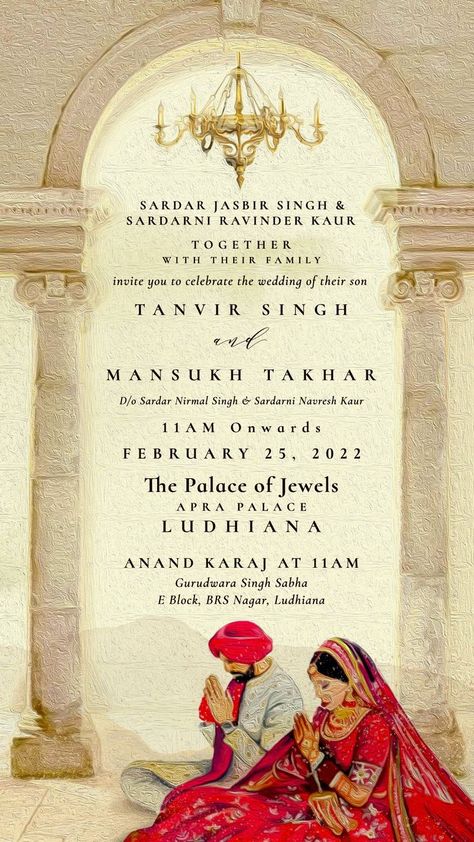 SARDAR JASBIR SINGH &
SARDARNI RAVINDER KAUR
TOGETHER
WITH THEIR FAMILY
invite you to celebrate the wedding of their son
TANVIR SINGH
and
MANSUKH TAKHAR
D/o Sardar Nirmal Singh & Sardarni Navresh Kaur
11AM Onwards
FEBRUARY 25, 2022
The Palace of Jewels
APRA PALACE
LUDHIANA
ANAND KARAJ AT 11AM
Gurudwara Singh Sabha
E Block, BRS Nagar, Ludhiana